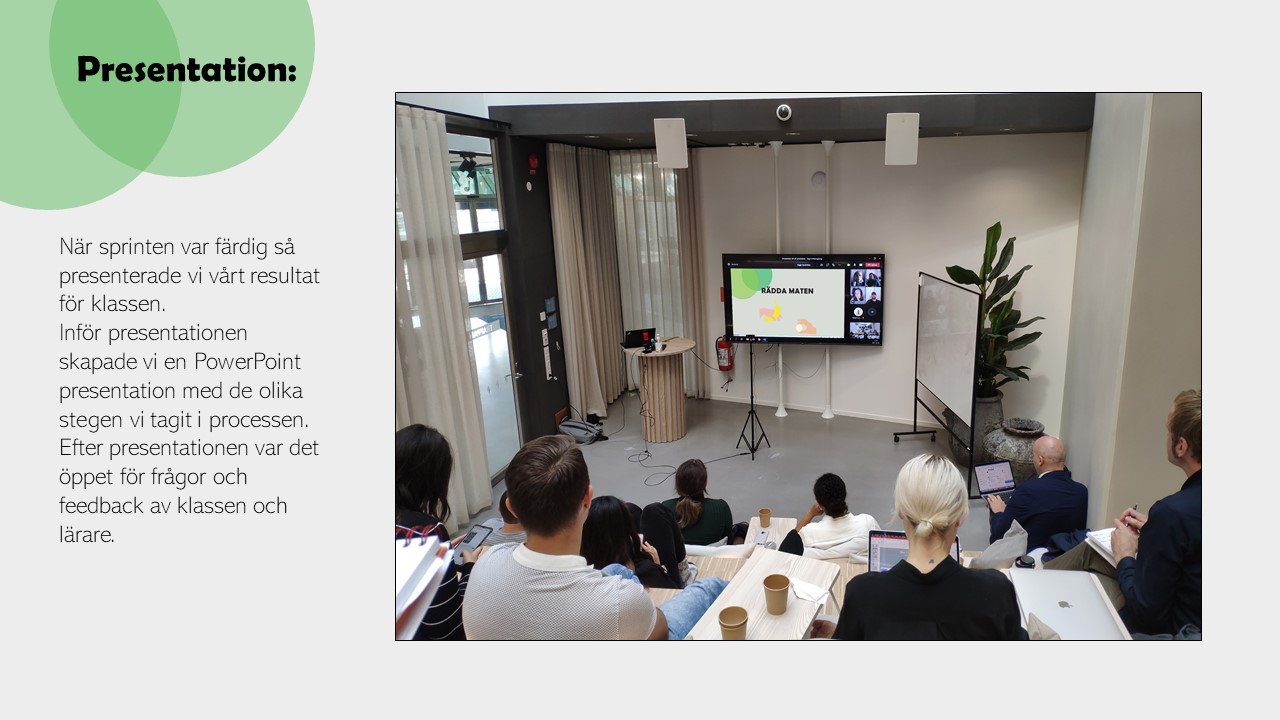 Presentation:
När sprinten var färdig så
presenterade vi vårt resultat
för klassen.
Inför presentationen
skapade vi en PowerPoint
presentation med de olika
stegen vi tagit i processen.
Efter presentationen var det
öppet för frågor och
feedback av klassen och
lärare.
RÄDDA MATEN